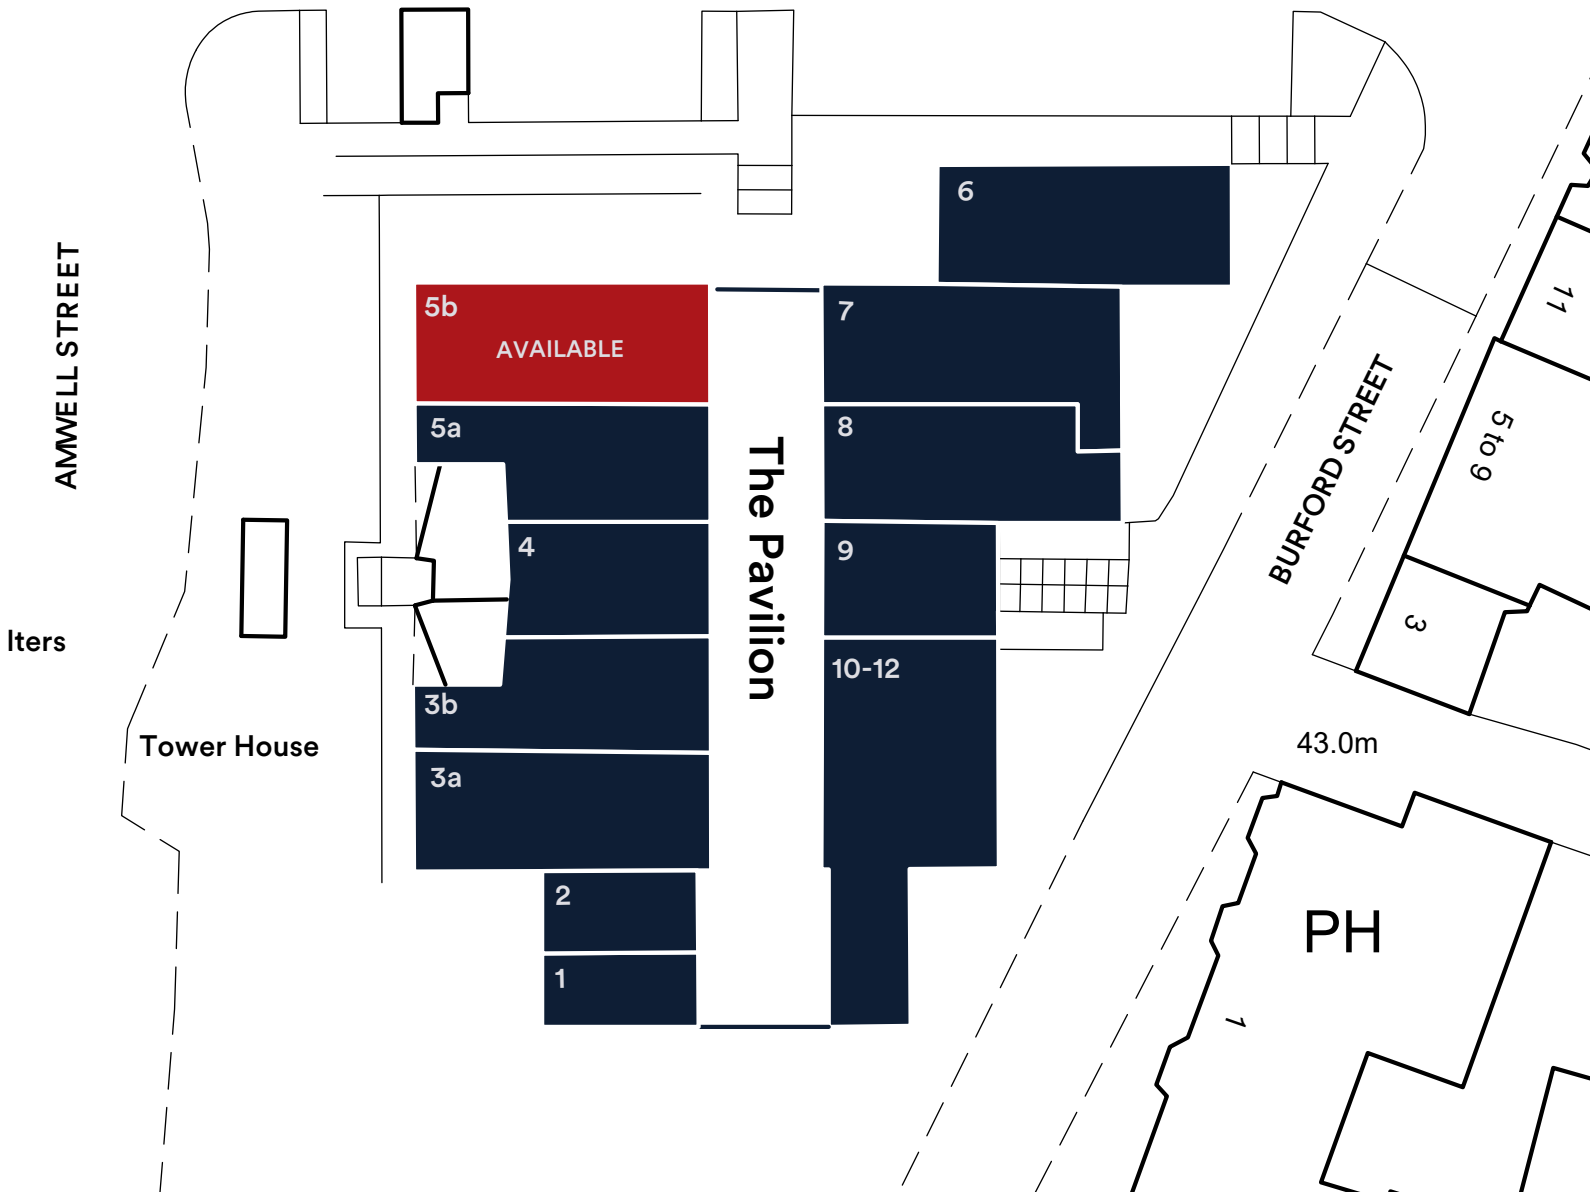 6
5b
AVAILABLE
7
11
AMWELL STREET
5a
8
5 to 9
BURFORD STREET
The Pavilion
4
9
3
lters
10-12
3b
Tower House
43.0m
3a
2
PH
1
1